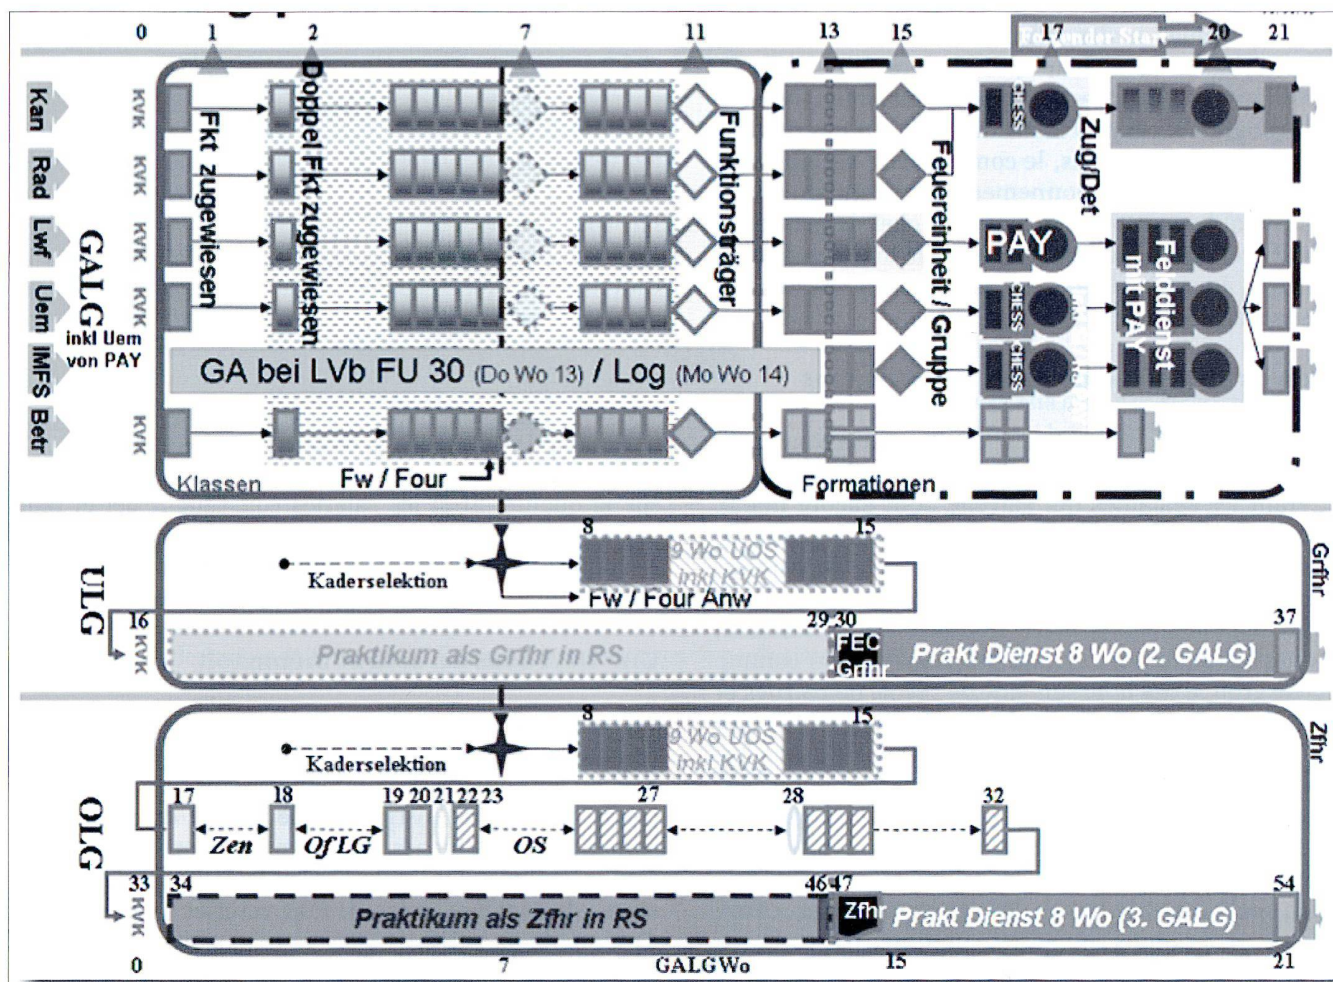 0 1 2 7 11 13 15 17 20 21
Kan
Rad
Lwf
Uem
IMFS
Betr
GALG
inkl Uem
von PAY
KVK
KVK
KVK
KVK
KVK
KVK
Fkt zugewiesen
Doppel Fkt zugewiesen
Funktionsträger
Feuereinheit / Gruppe
Zug/Det
CHESS
PAY
CHESS
CHESS
Feddienst
mit PAY
GA bei LVb FU 30 (Do Wo 13) / Log (Mo Wo 14)
Klassen
Fw / Four
Formationen
ULG
Grfhr
8 15
Kaderselektion
9 Wo UOS
inkl KVK
Fw / Four Anw
16 29 30 37
KVK
Praktikum als Grfhr in RS
FEC
Grfhr
Prakt Dienst 8 Wo (2. GALG)
OLG
Zfhr
8 15
Kaderselektion
9 Wo UOS
inkl KVK
17 18 19 20 21 22 23 27 28 32
Zen Of LG OS
33 34 46 47 54
KVK
Praktikum als Zfhr in RS
Zfhr
Prakt Dienst 8 Wo (3. GALG)
0 7 GALG Wo 15 21